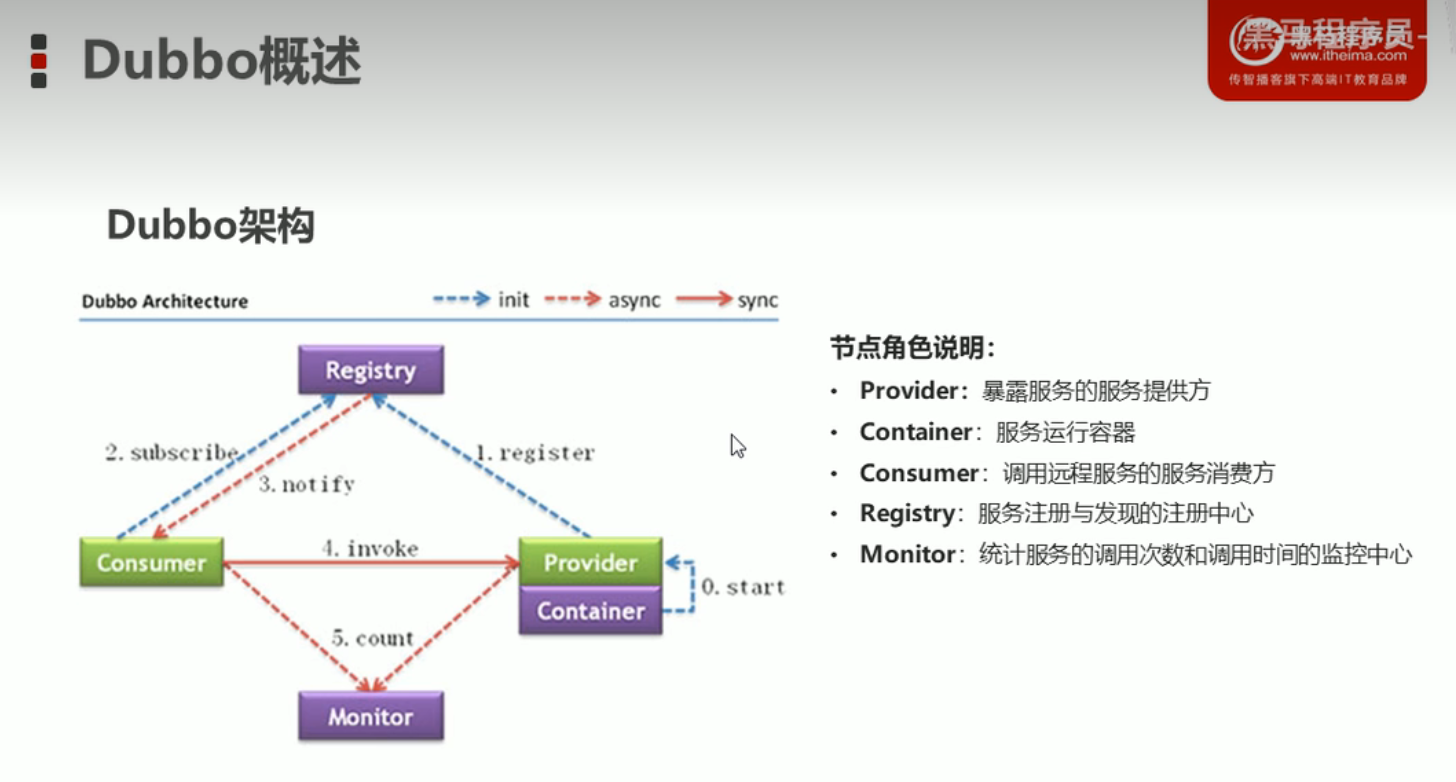 Dubbo概述
黑马程序员-
www.itheima.com
传智播客旗下高端IT教育品牌
Dubbo架构
Dubbo Architecture
init
async
sync
Registry
2. subscribe
1. register
3. notify
Consumer
4. invoke
Provider
Container
0. start
5. count
Monitor
节点角色说明：
• Provider：暴露服务的服务提供方
• Container：服务运行容器
• Consumer：调用远程服务的服务消费方
• Registry：服务注册与发现的注册中心
• Monitor：统计服务的调用次数和调用时间的监控中心